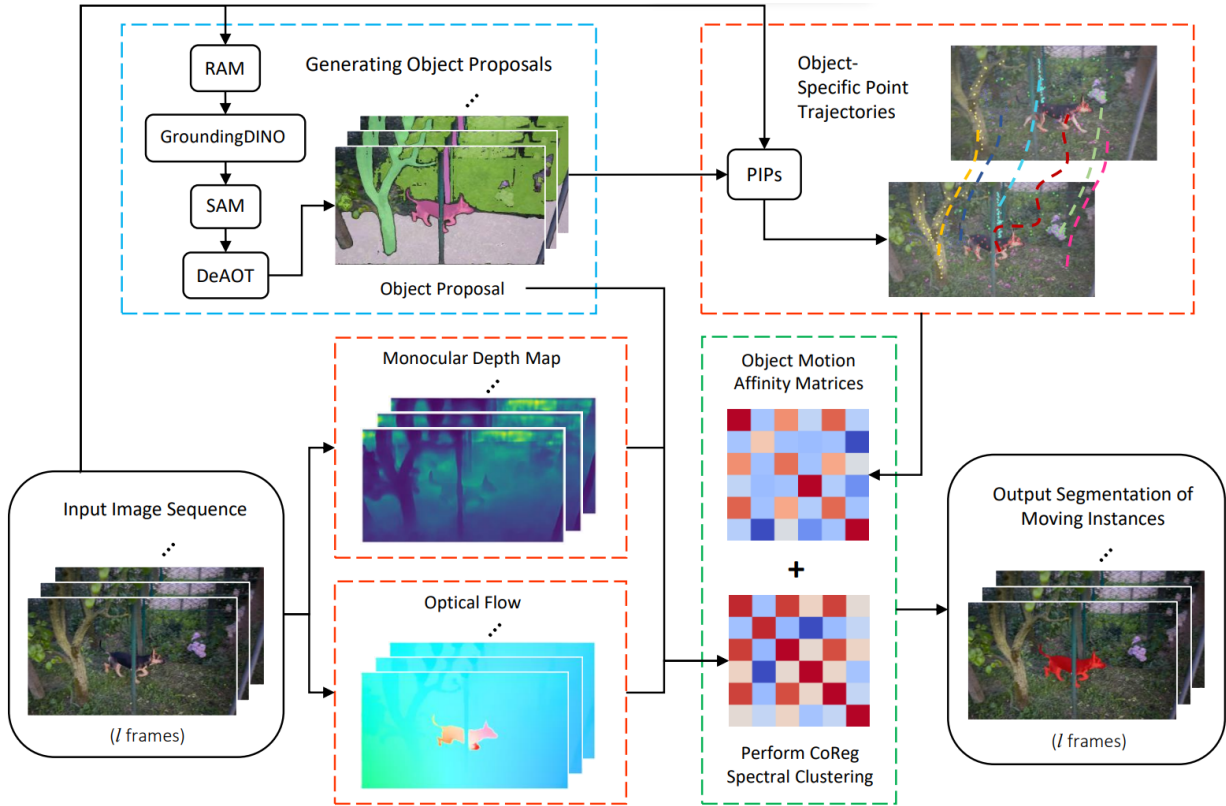 RAM
GroundingDINO
SAM
DeAOT
Generating Object Proposals
...
Object Proposal
PIPs
Object-
Specific Point
Trajectories
Monocular Depth Map
...
Optical Flow
...
Input Image Sequence
...
(l frames)
Object Motion
Affinity Matrices
+
Perform CoReg
Spectral Clustering
Output Segmentation of
Moving Instances
...
(l frames)